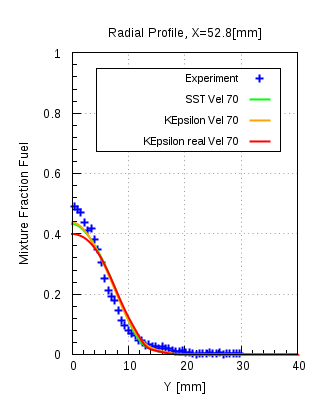 Radial Profile, X=52.8[mm]
1
Experiment
SST Vel 70
KEpsilon Vel 70
KEpsilon real Vel 70
0.8
0.6
0.4
0.2
0
Mixture Fraction Fuel
0 10 20 30 40
Y [mm]